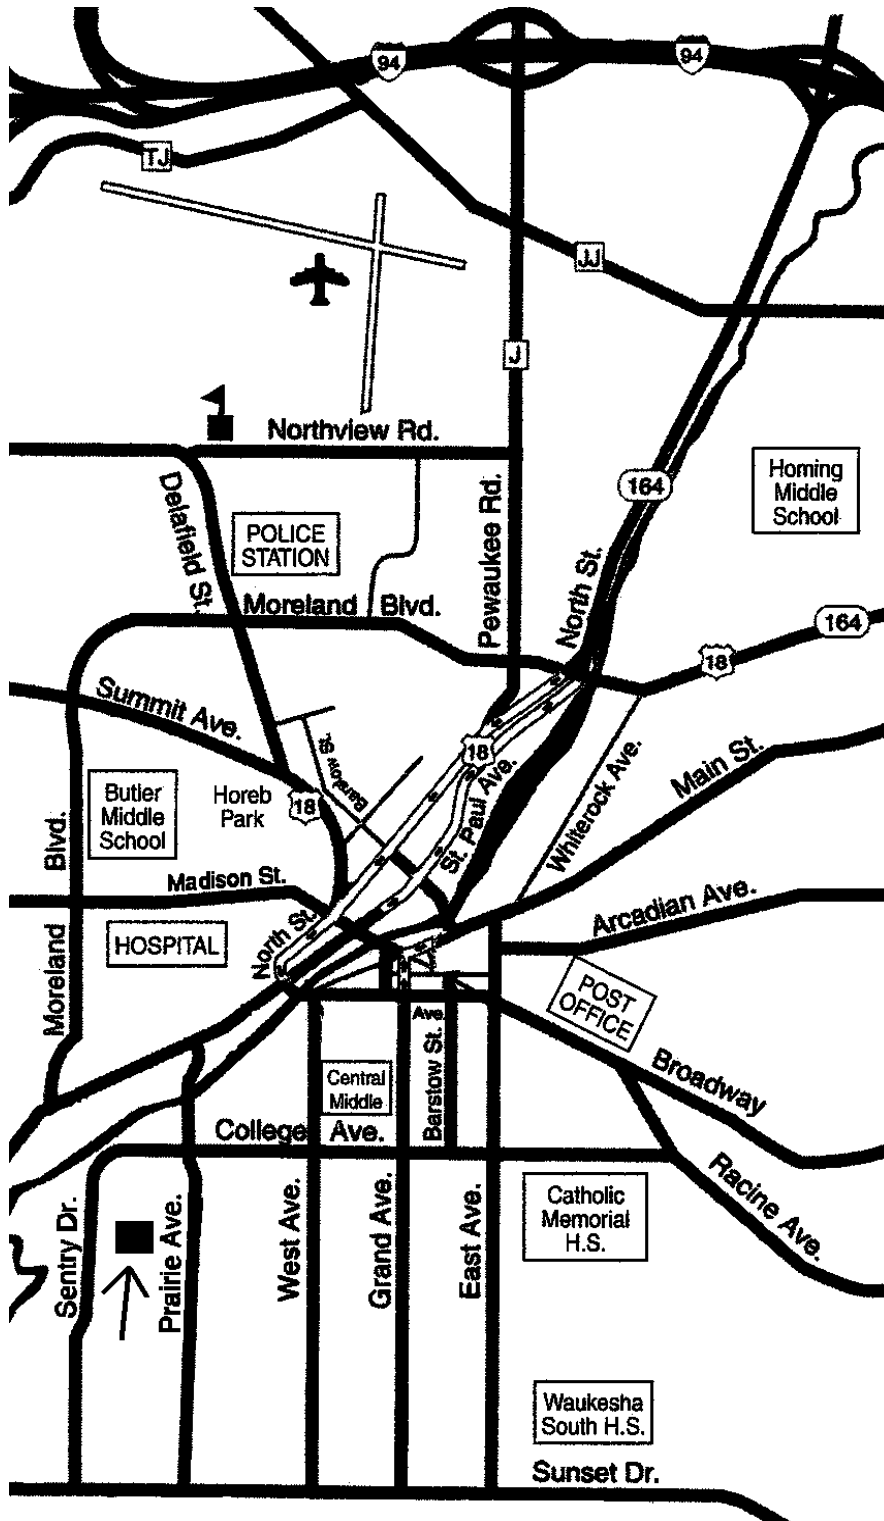 94
94
TJ
JJ
J
Northview Rd.
Delafield St.
POLICE
STATION
Pewaukee Rd.
164
Homing
Middle
School
North St.
Moreland Blvd.
164
18
Summit Ave.
Barstow St.
18
St. Paul Ave.
Whiterock Ave.
Main St.
Butler
Middle
School
Horeb
Park
18
Moreland Blvd.
Madison St.
Arcadian Ave.
HOSPITAL
North St.
POST
OFFICE
Ave.
Barstow St.
Broadway
Central
Middle
College Ave.
Racine Ave.
Sentry Dr.
Prairie Ave.
West Ave.
Grand Ave.
East Ave.
Catholic
Memorial
H.S.
Waukesha
South H.S.
Sunset Dr.